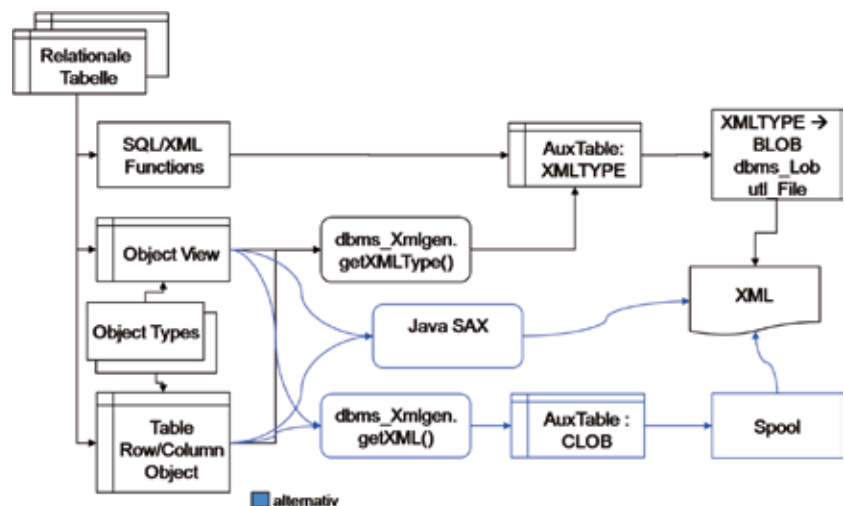 Relationale
Tabelle
SQL/XML
Functions
AuxTable:
XMLTYPE
XMLTYPE →
BLOB
dbms_Lob
utl_File
Object View
dbms_Xmlgen.
getXMLType()
XML
Object Types
Java SAX
Table
Row/Column
Object
dbms_Xmlgen.
getXML()
AuxTable :
CLOB
Spool
alternativ